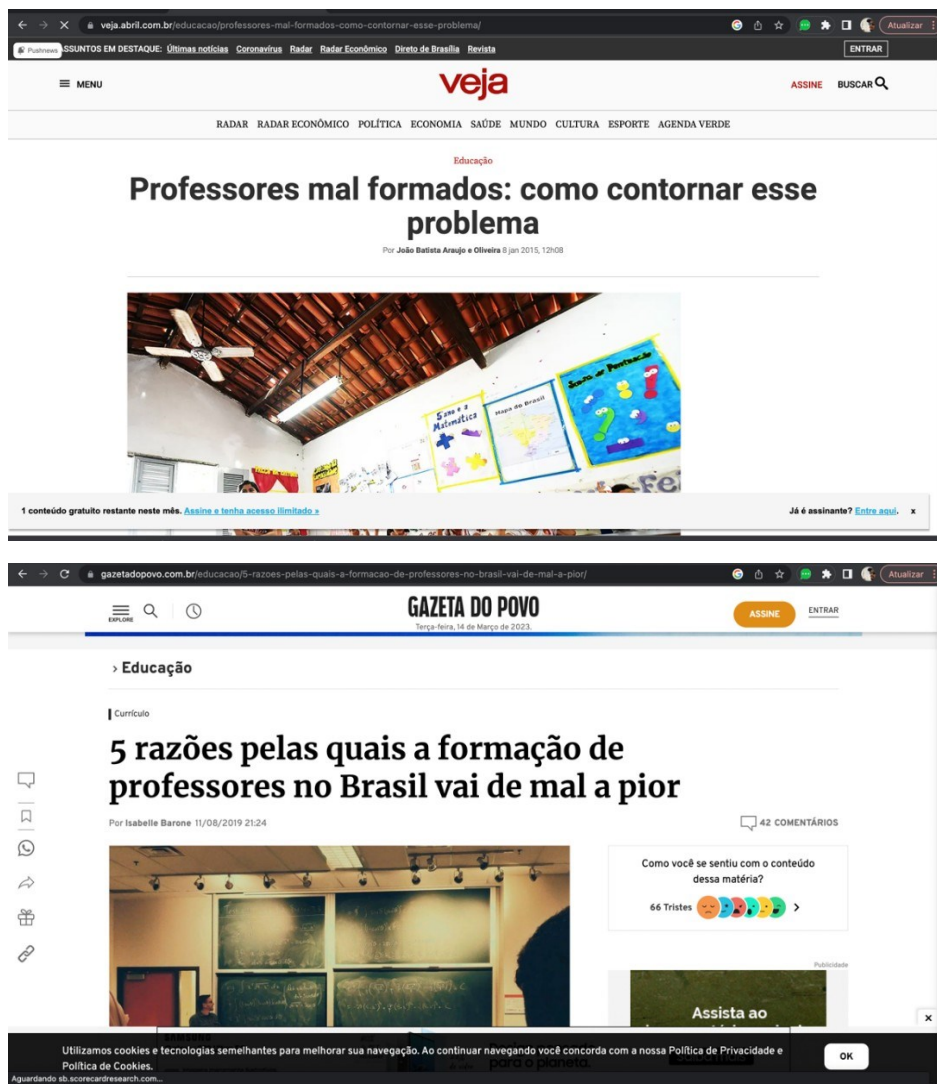 veja.abril.com.br/educacao/professores-mal-formados-como-contornar-esse-problema/
Atualizar
Pushnews ASSUNTOS EM DESTAQUE: Últimas notícias Coronavírus Radar Radar Econômico Direto de Brasília Revista
ENTRAR
MENU
veja
ASSINE BUSCAR
RADAR RADAR ECONÔMICO POLÍTICA ECONOMIA SAÚDE MUNDO CULTURA ESPORTE AGENDA VERDE
Educação
Professores mal formados: como contornar esse
problema
Por João Batista Araujo e Oliveira 8 jan 2015, 12h08
5 ano e a
Matemática
Mapa do Brasil
1 conteúdo gratuito restante neste mês. Assine e tenha acesso ilimitado »
Já é assinante? Entre aqui. x
gazetadopovo.com.br/educacao/5-razoes-pelas-quais-a-formacao-de-professores-no-brasil-vai-de-mal-a-pior/
Atualizar
EXPLORE
GAZETA DO POVO
Terça-feira, 14 de Março de 2023.
ASSINE
ENTRAR
› Educação
Currículo
5 razões pelas quais a formação de
professores no Brasil vai de mal a pior
Por Isabelle Barone 11/08/2019 21:24
42 COMENTÁRIOS
Como você se sentiu com o conteúdo
dessa matéria?
66 Tristes
Publicidade
Assista ao
SAMSUNG
para o planeta.
Utilizamos cookies e tecnologias semelhantes para melhorar sua navegação. Ao continuar navegando você concorda com a nossa Política de Privacidade e
Política de Cookies.
OK
Aguardando sb.scorecardresearch.com...